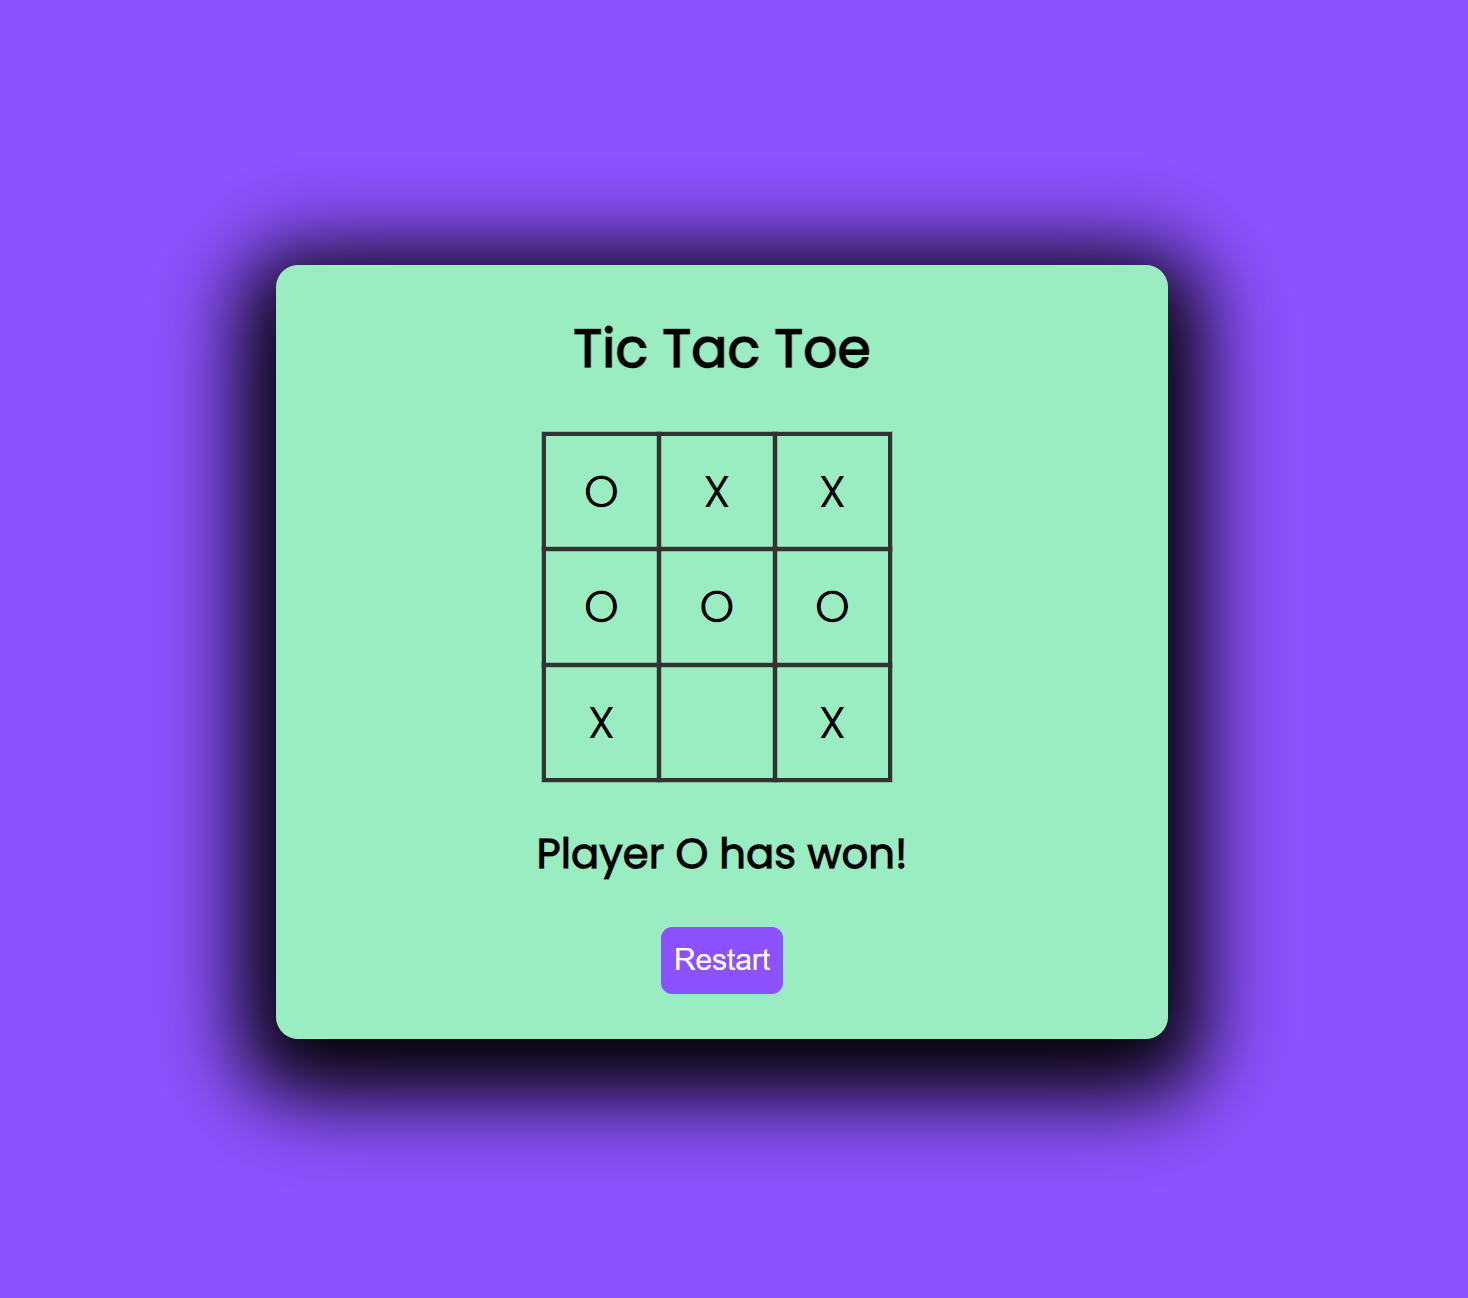 Tic Tac Toe
O X X
O O O
X X
Player O has won!
Restart